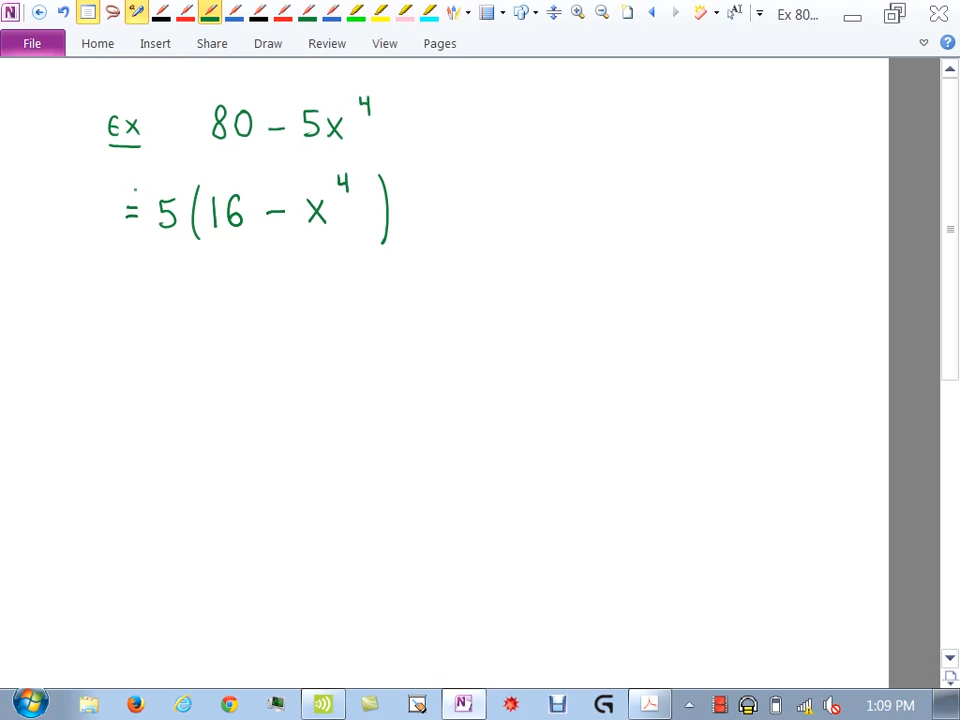 Ex 80...
File Home Insert Share Draw Review View Pages
Ex 80 - 5x⁴
= 5(16 - x⁴)
1:09 PM